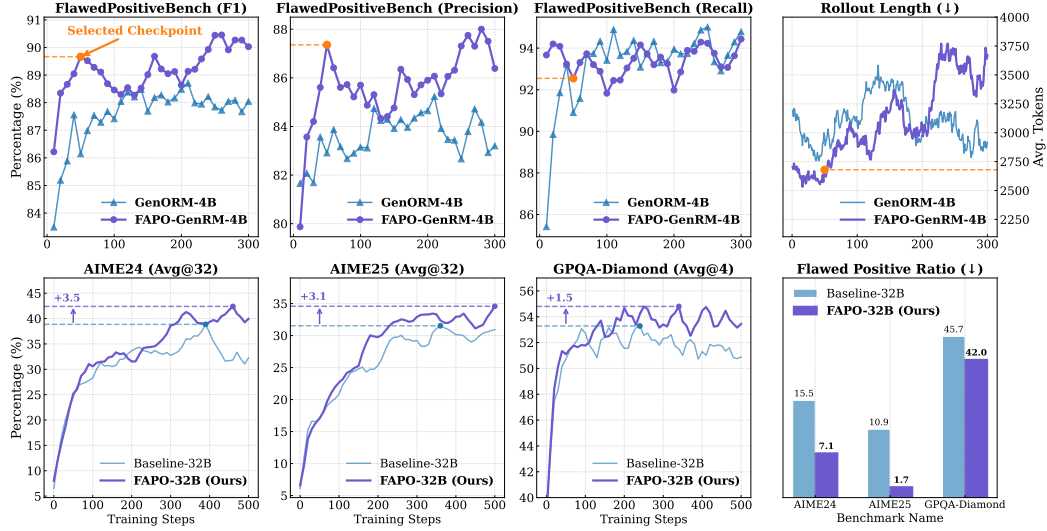 FlawedPositiveBench (F1)
Percentage (%)
91
90
89
88
87
86
85
84
0
100
200
300
Selected Checkpoint
GenORM-4B
FAPO-GenRM-4B
FlawedPositiveBench (Precision)
88
86
84
82
80
0
100
200
300
GenORM-4B
FAPO-GenRM-4B
FlawedPositiveBench (Recall)
94
92
90
88
86
0
100
200
300
GenORM-4B
FAPO-GenRM-4B
Rollout Length (↓)
4000
3750
3500
3250
3000
2750
2500
2250
Avg. Tokens
0
100
200
300
GenORM-4B
FAPO-GenRM-4B
AIME24 (Avg@32)
Percentage (%)
45
40
35
30
25
20
15
10
5
0
100
200
300
400
500
Training Steps
+3.5
Baseline-32B
FAPO-32B (Ours)
AIME25 (Avg@32)
35
30
25
20
15
10
5
0
100
200
300
400
500
Training Steps
+3.1
Baseline-32B
FAPO-32B (Ours)
GPQA-Diamond (Avg@4)
56
54
52
50
48
46
44
42
40
0
100
200
300
400
500
Training Steps
+1.5
Baseline-32B
FAPO-32B (Ours)
Flawed Positive Ratio (↓)
Baseline-32B
FAPO-32B (Ours)
15.5
7.1
10.9
1.7
45.7
42.0
AIME24
AIME25
GPQA-Diamond
Benchmark Name